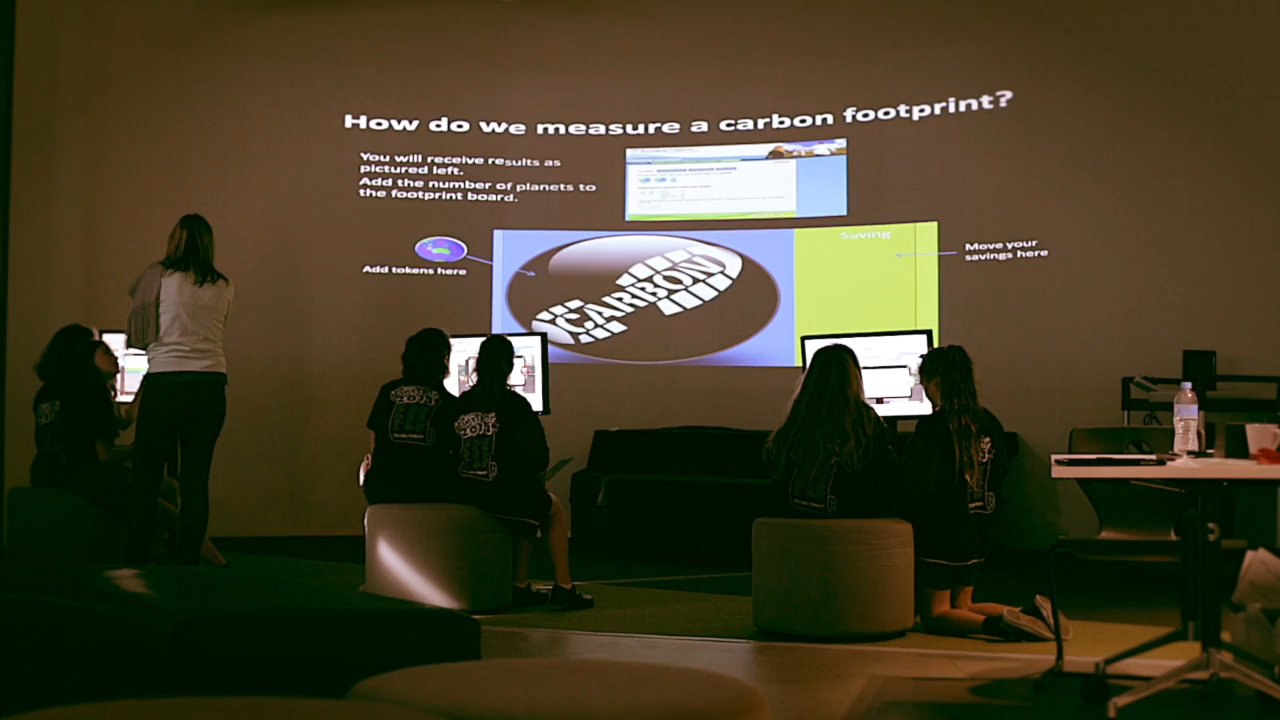 How do we measure a carbon footprint?
You will receive results as
pictured left.
Add the number of planets to
the footprint board.
Saving
Add tokens here
Move your
savings here
CARBON